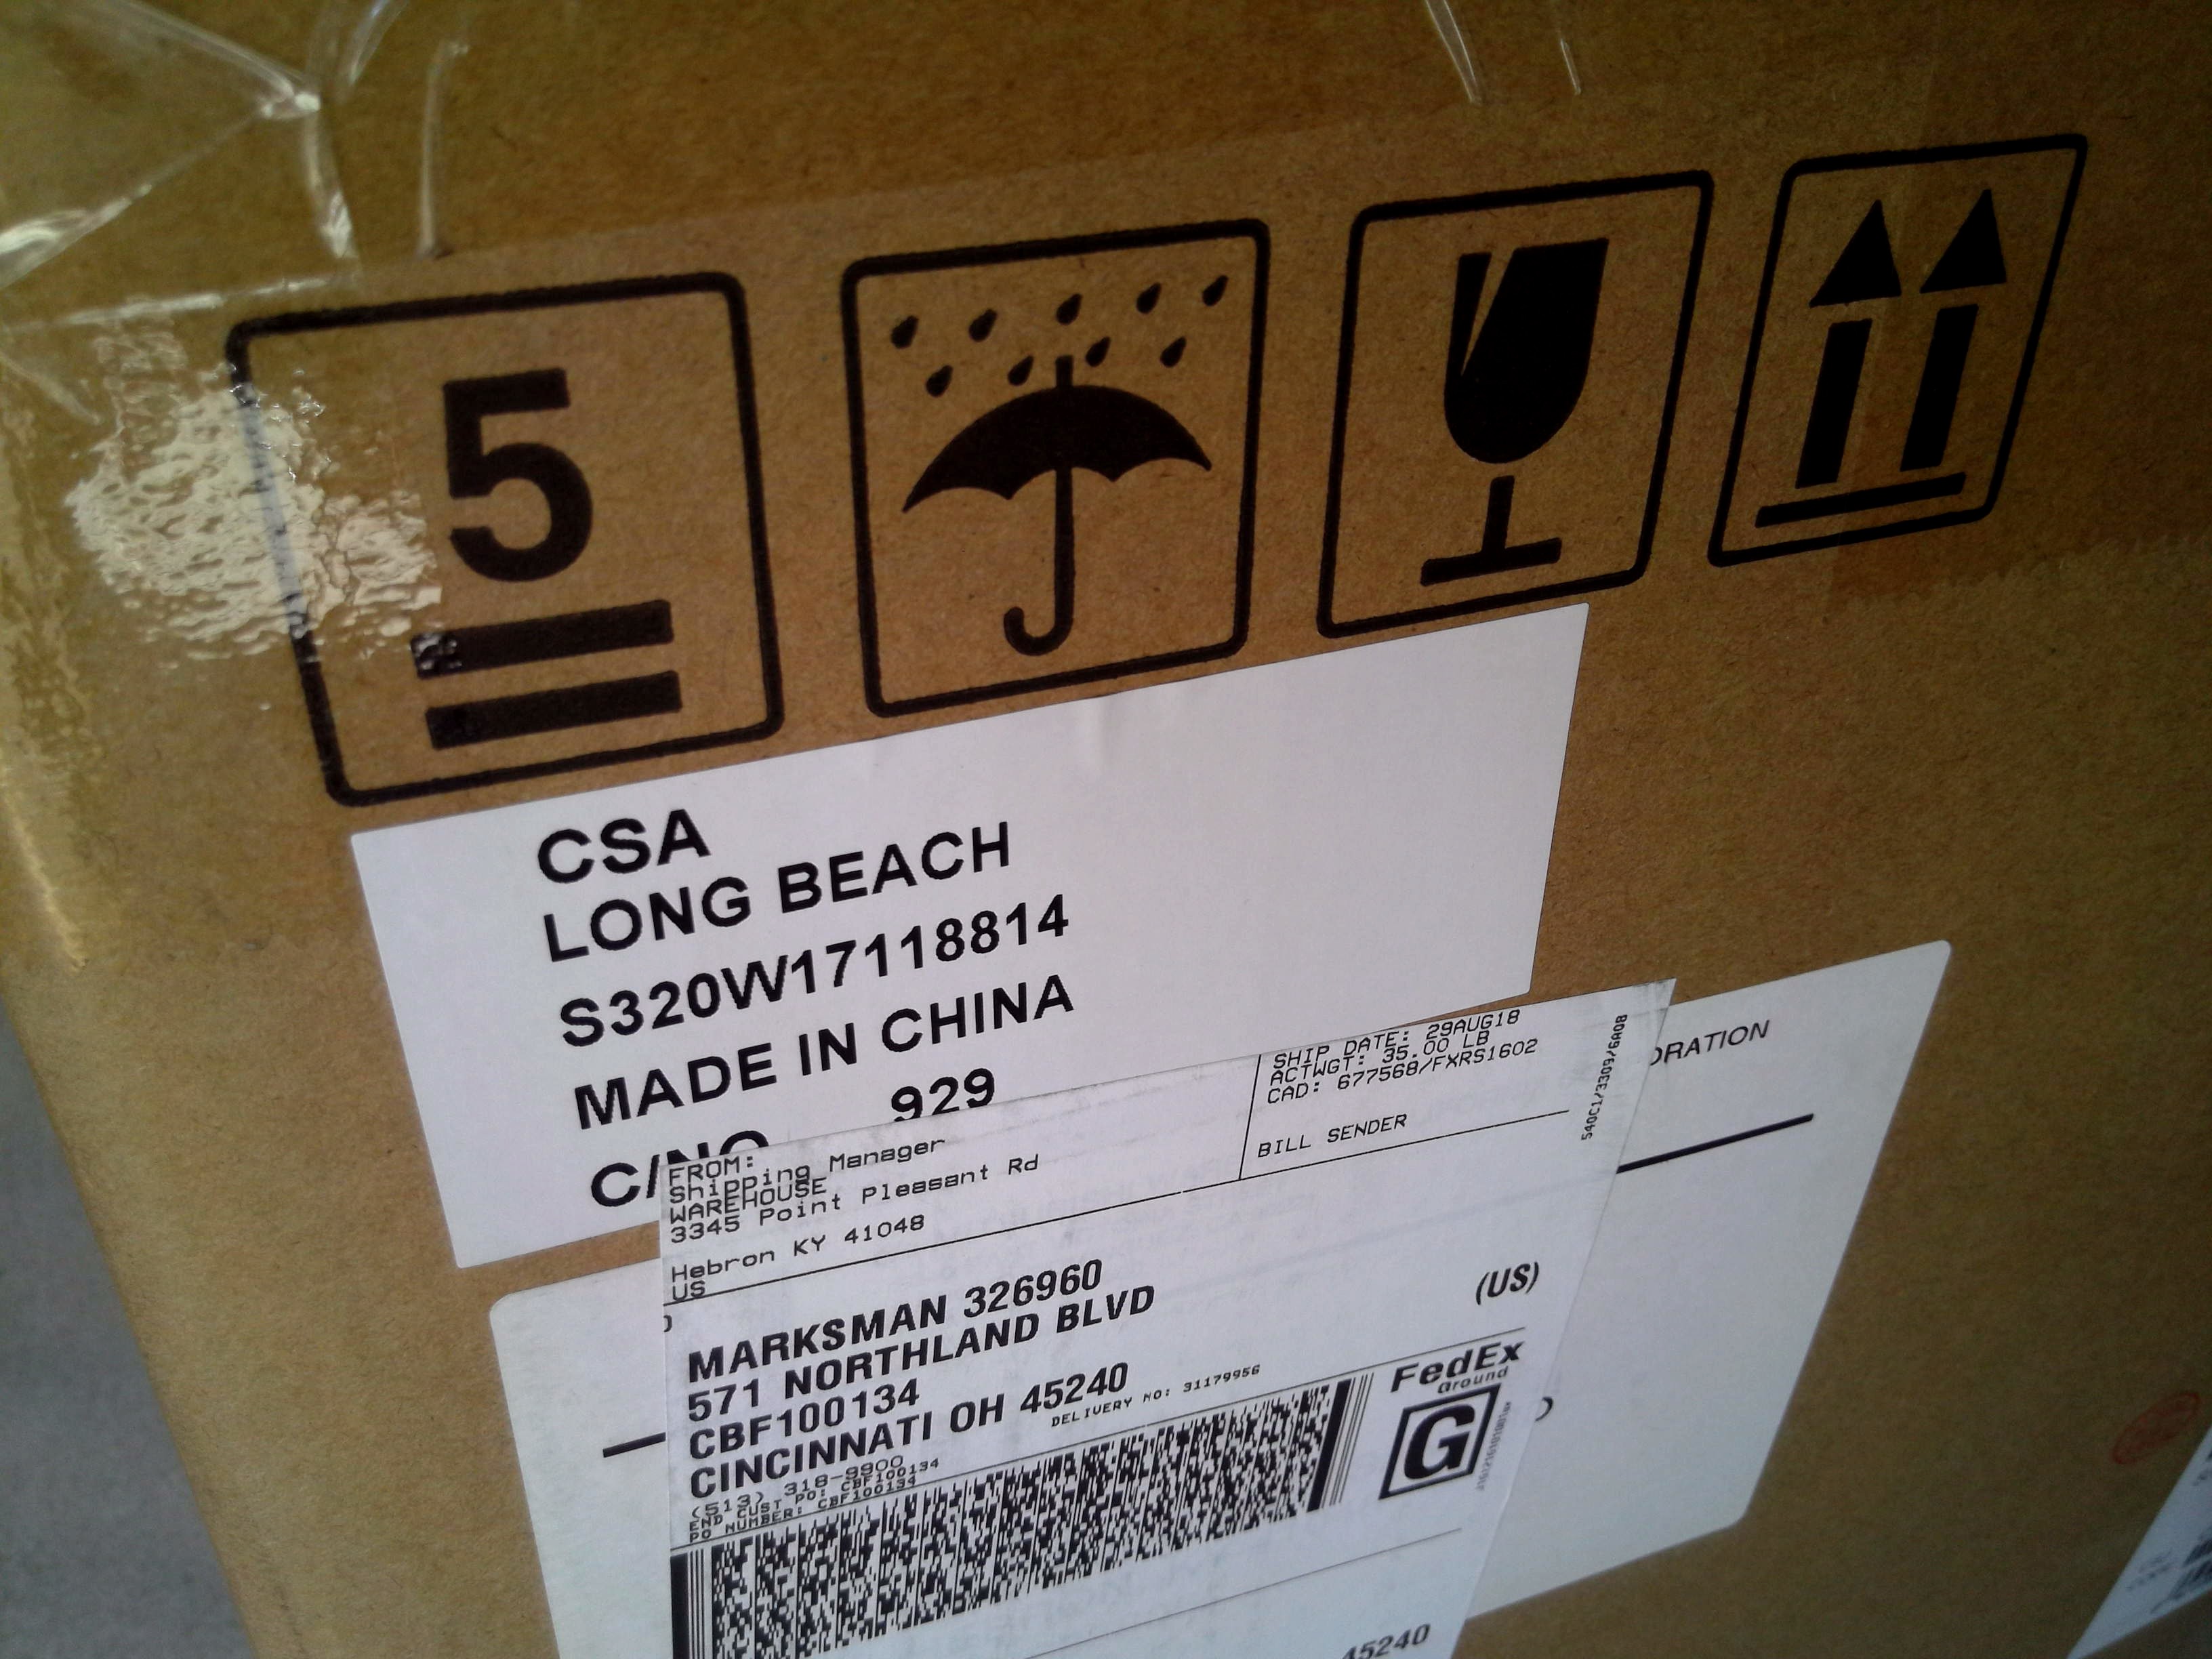 5
CSA
LONG BEACH
S320W17118814
MADE IN CHINA
C/NO 929
ORATION
FROM:
Shipping Manager
WAREHOUSE
3345 Point Pleasant Rd
Hebron KY 41048
US
SHIP DATE: 29AUG18
ACTWGT: 35.00 LB
CAD: 677568/FXRS1602
BILL SENDER
540C1/3309/6A0B
MARKSMAN 326960
571 NORTHLAND BLVD
CBF100134
CINCINNATI OH 45240
(US)
(513) 318-9900
DELIVERY NO: 31179956
END CUST PO: CBF100134
PO NUMBER: CBF100134
FedEx
Ground
G
45240